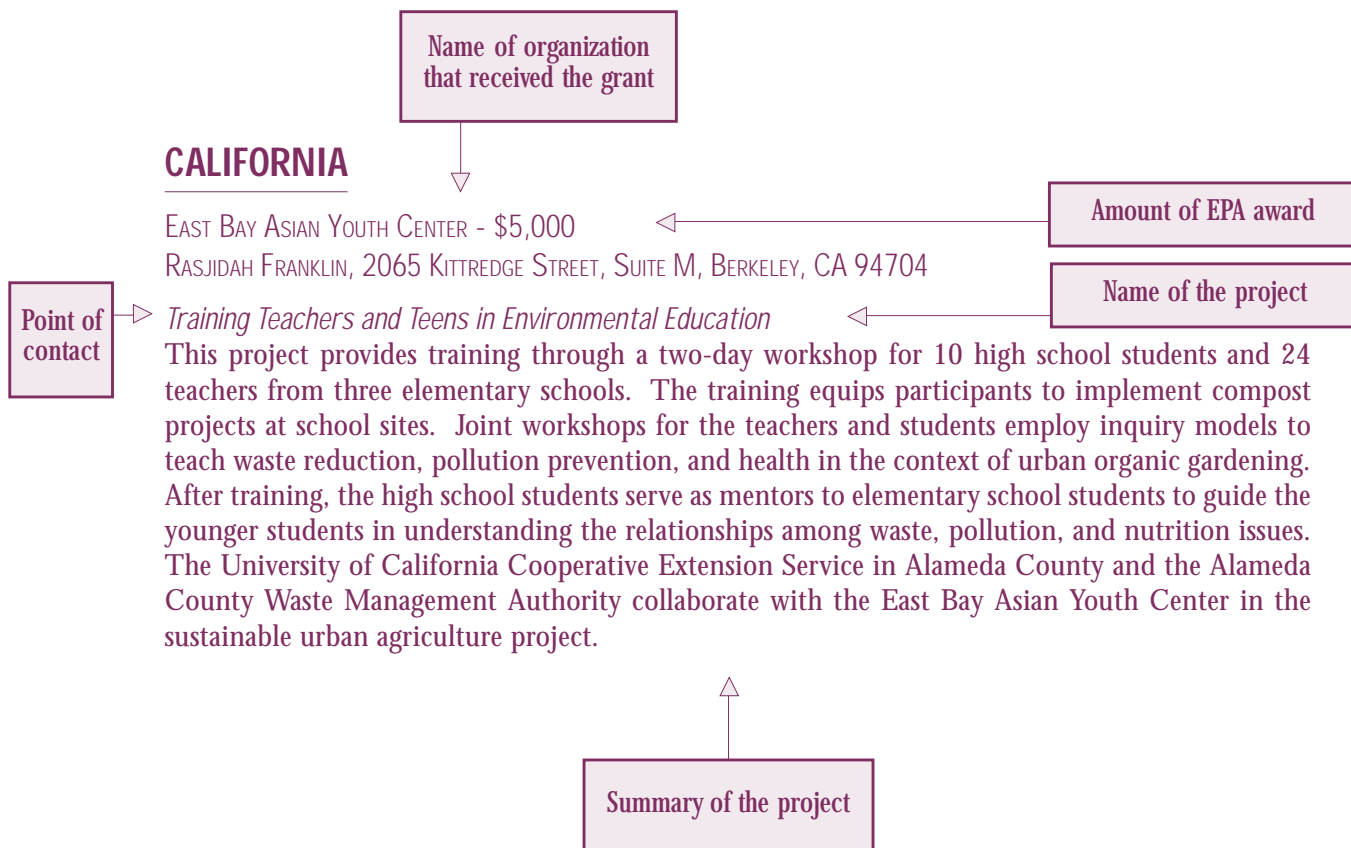 Name of organization
that received the grant
CALIFORNIA
EAST BAY ASIAN YOUTH CENTER - $5,000
Amount of EPA award
RASJIDAH FRANKLIN, 2065 KITTREDGE STREET, SUITE M, BERKELEY, CA 94704
Name of the project
Point of
contact
Training Teachers and Teens in Environmental Education
This project provides training through a two-day workshop for 10 high school students and 24
teachers from three elementary schools. The training equips participants to implement compost
projects at school sites. Joint workshops for the teachers and students employ inquiry models to
teach waste reduction, pollution prevention, and health in the context of urban organic gardening.
After training, the high school students serve as mentors to elementary school students to guide the
younger students in understanding the relationships among waste, pollution, and nutrition issues.
The University of California Cooperative Extension Service in Alameda County and the Alameda
County Waste Management Authority collaborate with the East Bay Asian Youth Center in the
sustainable urban agriculture project.
Summary of the project